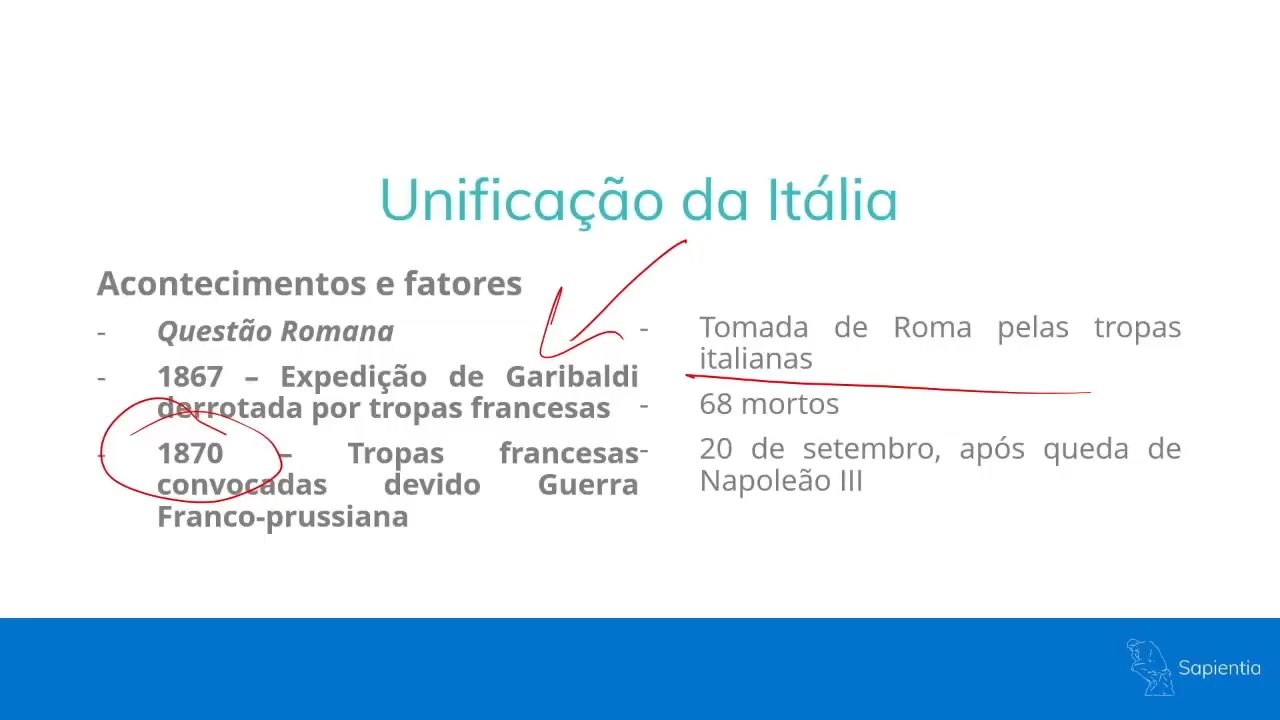 Unificação da Itália
Acontecimentos e fatores
- Questão Romana
- 1867 – Expedição de Garibaldi
derrotada por tropas francesas
- 1870 – Tropas francesas
convocadas devido Guerra
Franco-prussiana
- Tomada de Roma pelas tropas
italianas
- 68 mortos
- 20 de setembro, após queda de
Napoleão III
Sapientia